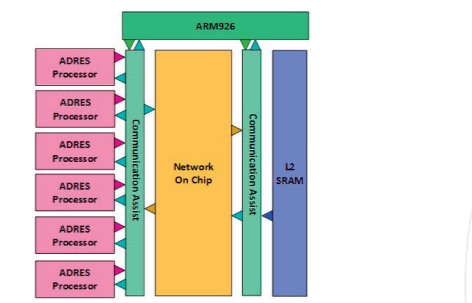 ARM926
ADRES
Processor
ADRES
Processor
ADRES
Processor
ADRES
Processor
ADRES
Processor
ADRES
Processor
Communication Assist
Network
On Chip
Communication Assist
L2
SRAM